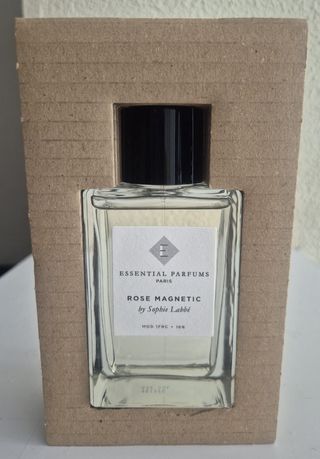 E
ESSENTIAL PARFUMS
PARIS
ROSE MAGNETIC
by Sophie Labbé